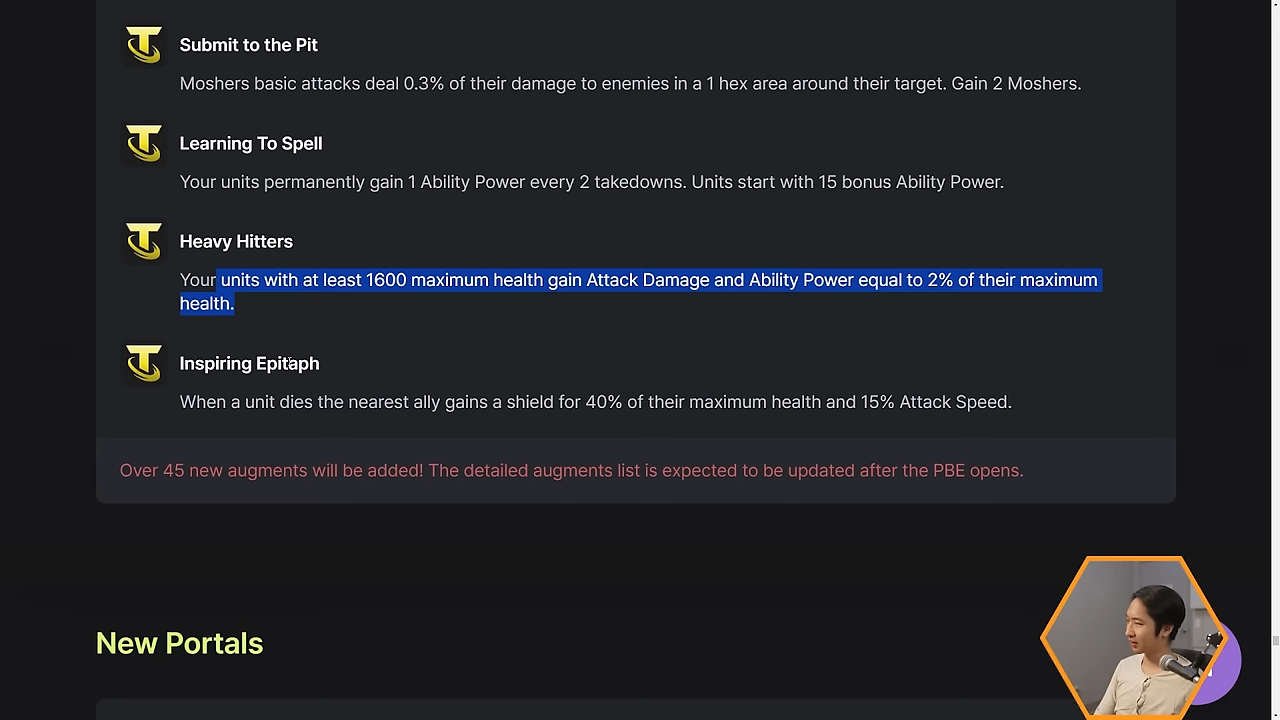 Submit to the Pit
Moshers basic attacks deal 0.3% of their damage to enemies in a 1 hex area around their target. Gain 2 Moshers.
Learning To Spell
Your units permanently gain 1 Ability Power every 2 takedowns. Units start with 15 bonus Ability Power.
Heavy Hitters
Your units with at least 1600 maximum health gain Attack Damage and Ability Power equal to 2% of their maximum
health.
Inspiring Epitaph
When a unit dies the nearest ally gains a shield for 40% of their maximum health and 15% Attack Speed.
Over 45 new augments will be added! The detailed augments list is expected to be updated after the PBE opens.
New Portals